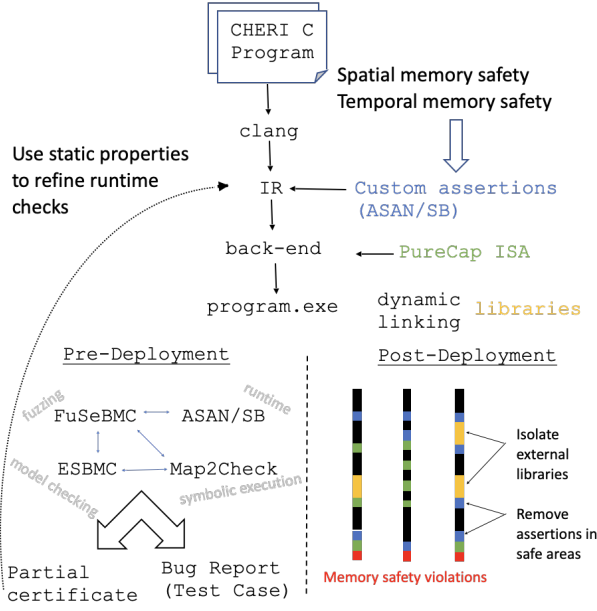 CHERI C
Program
Spatial memory safety
Temporal memory safety
clang
Use static properties
to refine runtime
checks
IR
Custom assertions
(ASAN/SB)
back-end
PureCap ISA
program.exe
dynamic
linking
libraries
Pre-Deployment
Post-Deployment
fuzzing
runtime
FuSeBMC
ASAN/SB
ESBMC
Map2Check
model checking
symbolic execution
Isolate
external
libraries
Remove
assertions in
safe areas
Partial
certificate
Bug Report
(Test Case)
Memory safety violations